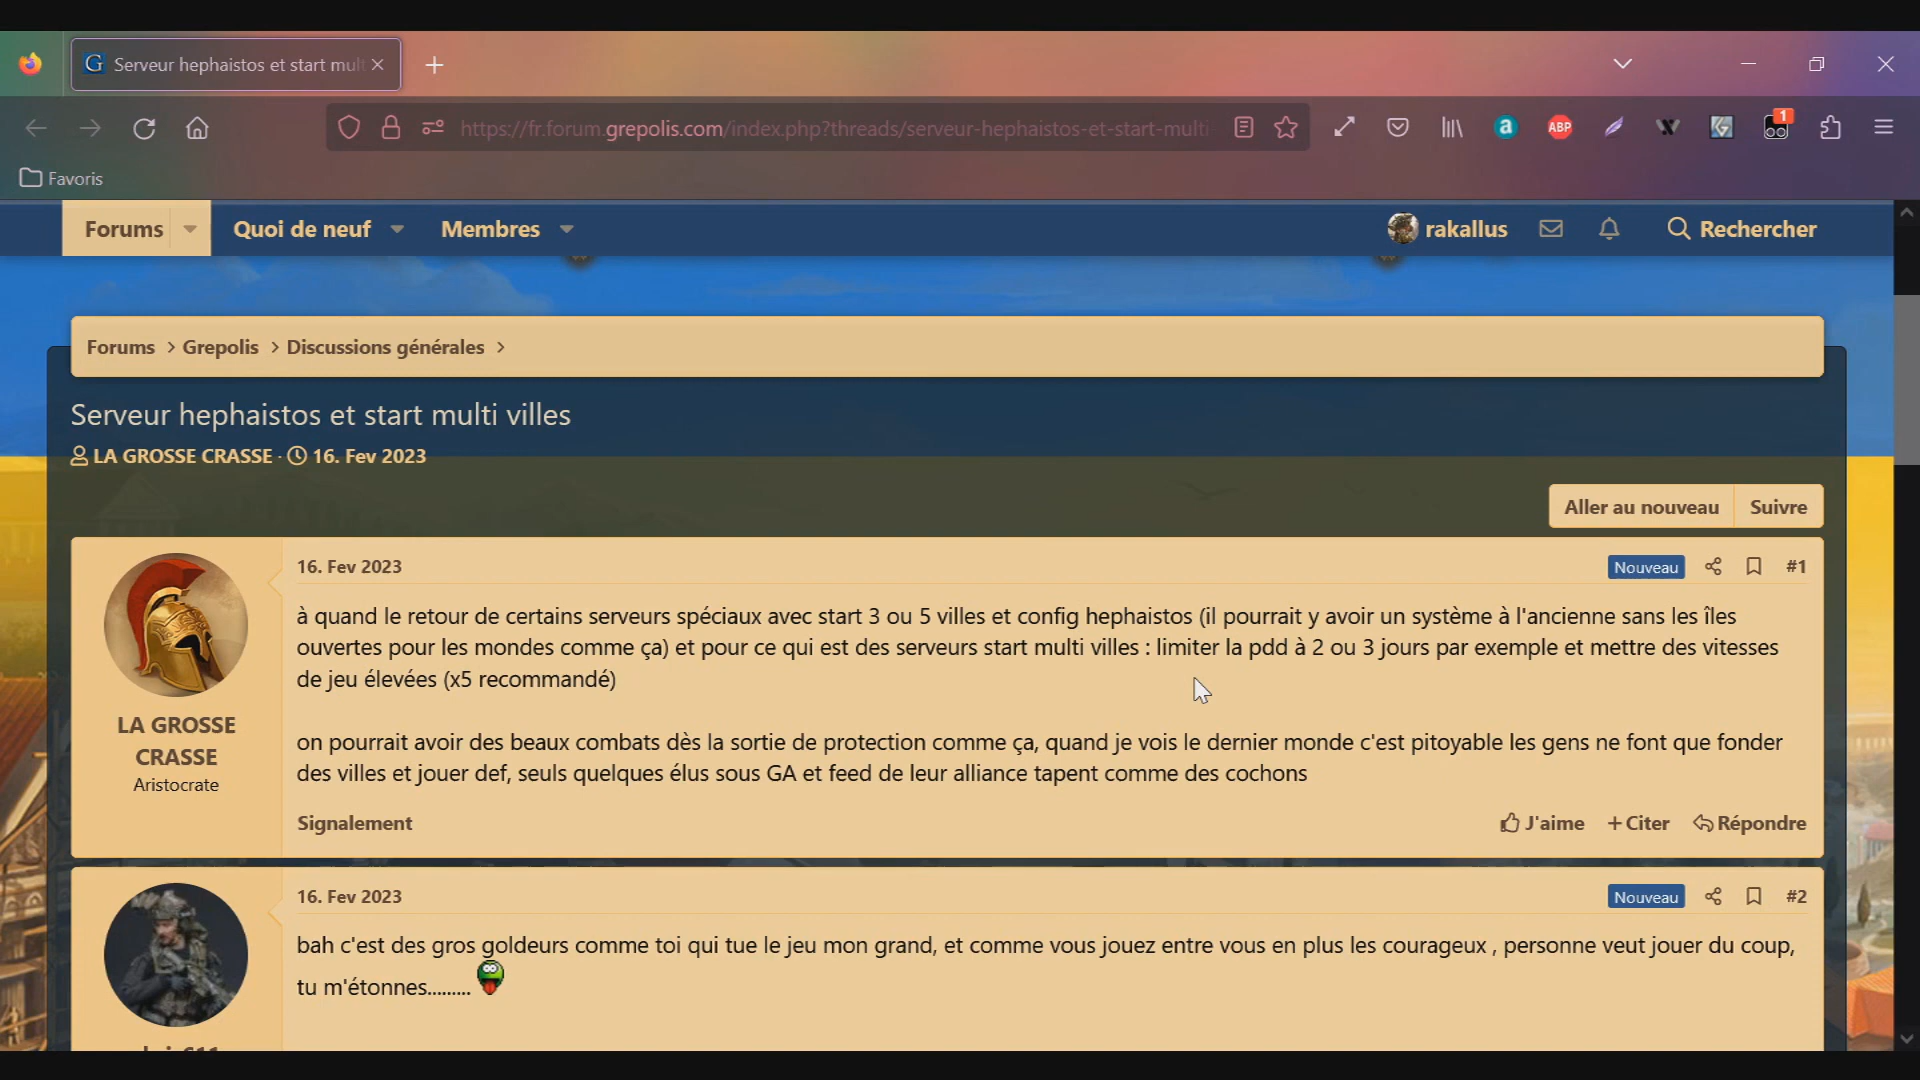 Serveur hephaistos et start mult
https://fr.forum.grepolis.com/index.php?threads/serveur-hephaistos-et-start-multi
ABP
1
Favoris
Forums
Quoi de neuf
Membres
rakallus
Rechercher
Forums > Grepolis > Discussions générales >
Serveur hephaistos et start multi villes
LA GROSSE CRASSE · 16. Fev 2023
Aller au nouveau
Suivre
16. Fev 2023
Nouveau
#1
à quand le retour de certains serveurs spéciaux avec start 3 ou 5 villes et config hephaistos (il pourrait y avoir un système à l'ancienne sans les îles
ouvertes pour les mondes comme ça) et pour ce qui est des serveurs start multi villes : limiter la pdd à 2 ou 3 jours par exemple et mettre des vitesses
de jeu élevées (x5 recommandé)
on pourrait avoir des beaux combats dès la sortie de protection comme ça, quand je vois le dernier monde c'est pitoyable les gens ne font que fonder
des villes et jouer def, seuls quelques élus sous GA et feed de leur alliance tapent comme des cochons
LA GROSSE
CRASSE
Aristocrate
Signalement
J'aime
+Citer
Répondre
16. Fev 2023
Nouveau
#2
bah c'est des gros goldeurs comme toi qui tue le jeu mon grand, et comme vous jouez entre vous en plus les courageux , personne veut jouer du coup,
tu m'étonnes.........